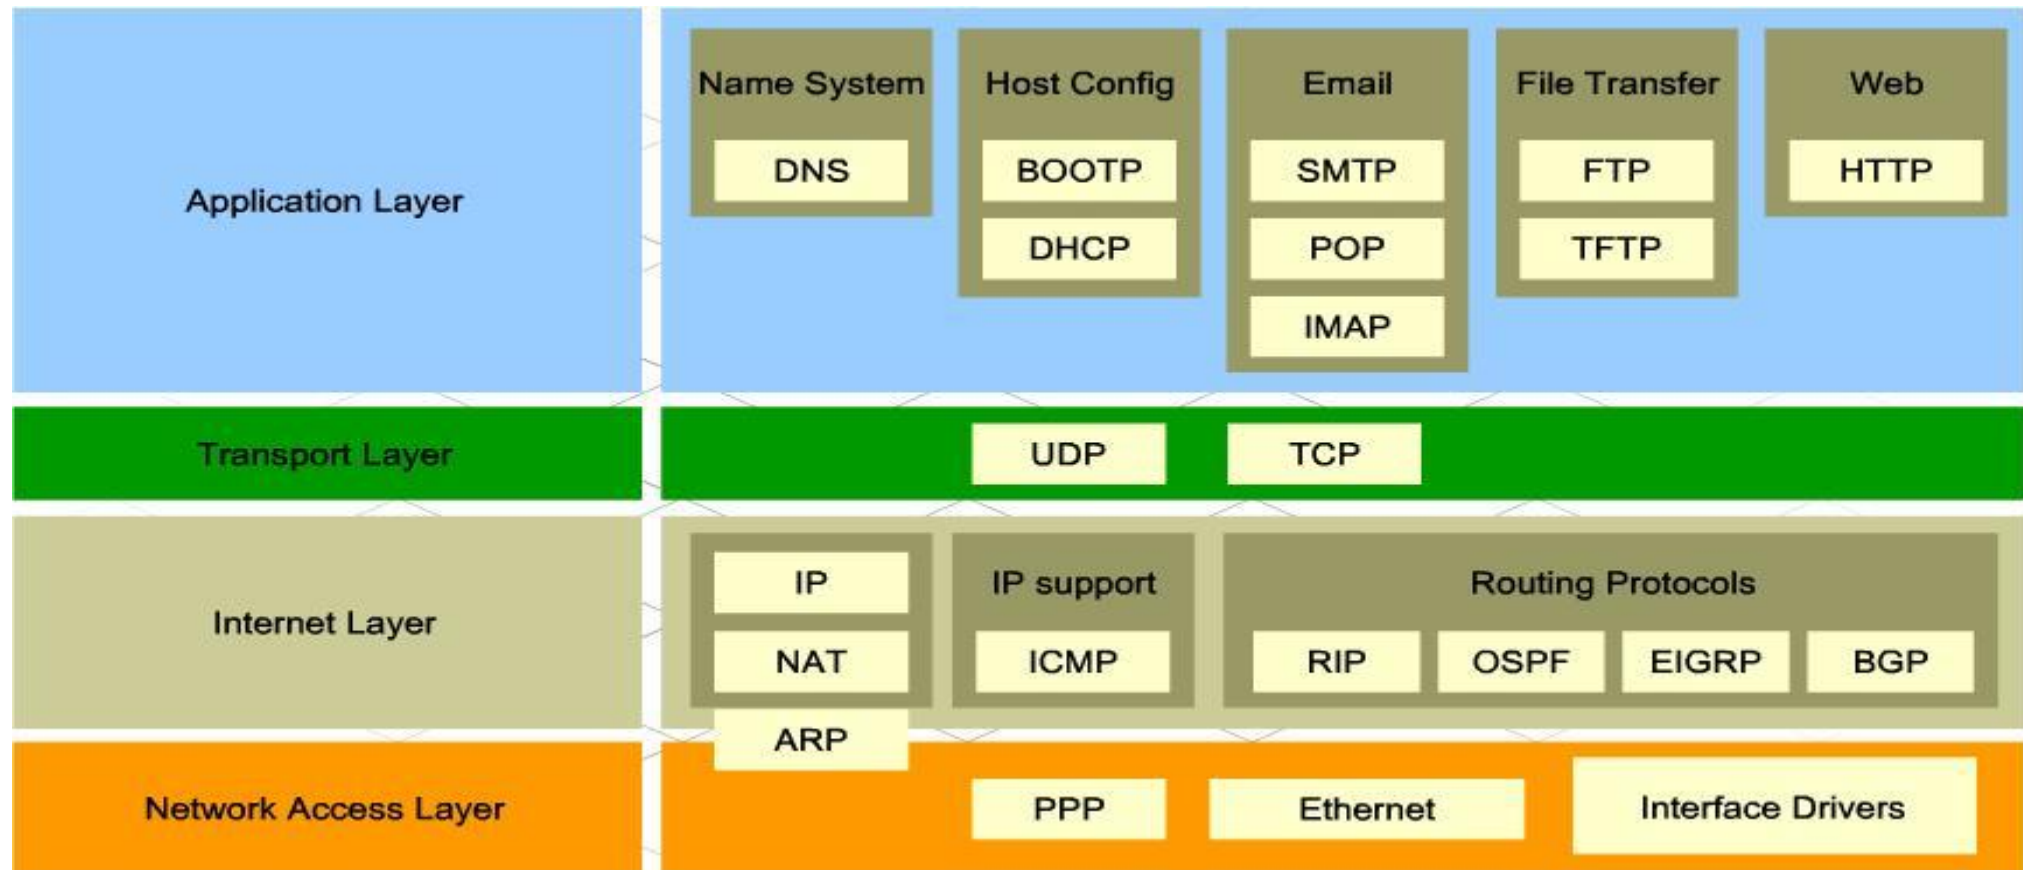 Application Layer
Name System
DNS
Host Config
BOOTP
DHCP
Email
SMTP
POP
IMAP
File Transfer
FTP
TFTP
Web
HTTP
Transport Layer
UDP
TCP
Internet Layer
IP
NAT
ARP
IP support
ICMP
Routing Protocols
RIP
OSPF
EIGRP
BGP
Network Access Layer
PPP
Ethernet
Interface Drivers